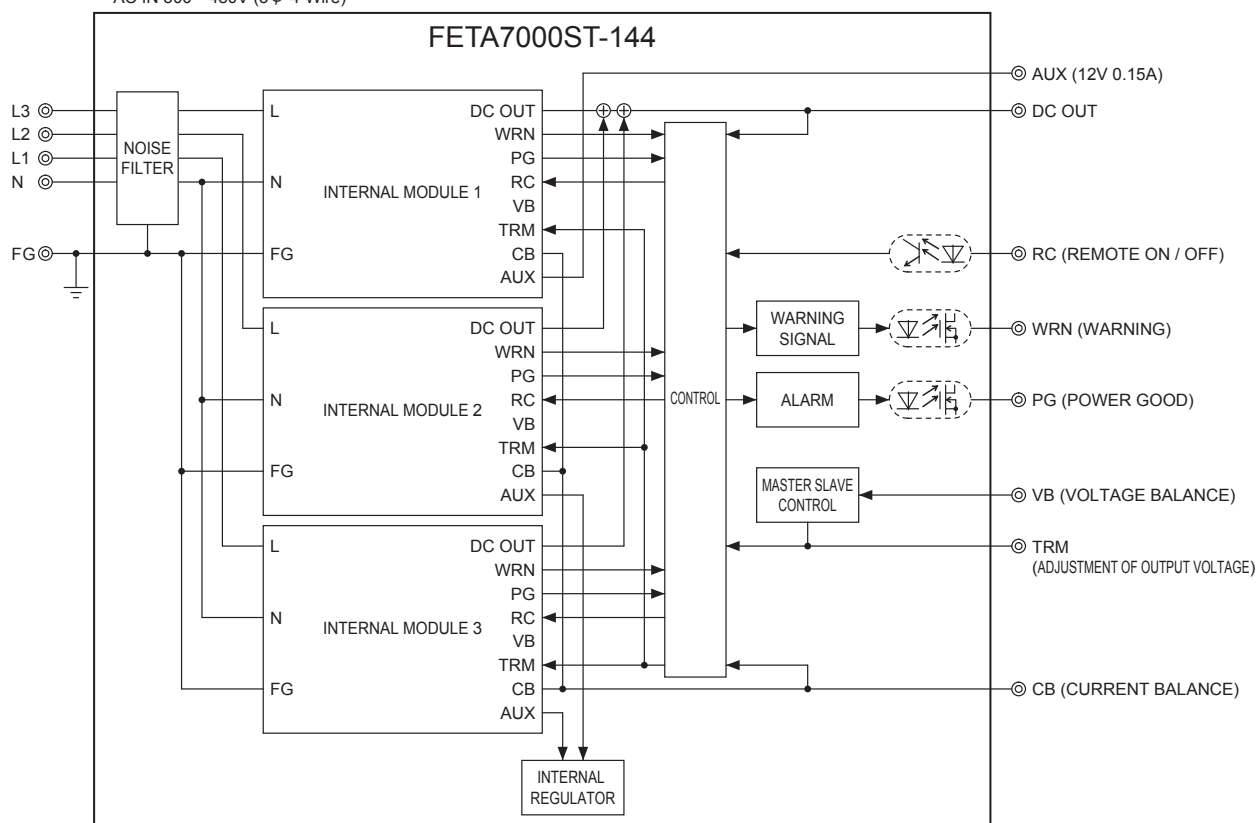 FETA7000ST-144
AUX (12V 0.15A)
L3
L
DC OUT
DC OUT
L2
WRN
L1
NOISE
FILTER
PG
N
N
INTERNAL MODULE 1
RC
VB
TRM
FG
FG
CB
RC (REMOTE ON / OFF)
AUX
L
DC OUT
WARNING
SIGNAL
WRN (WARNING)
WRN
PG
N
INTERNAL MODULE 2
RC
CONTROL
ALARM
PG (POWER GOOD)
VB
TRM
FG
CB
AUX
MASTER SLAVE
CONTROL
VB (VOLTAGE BALANCE)
L
DC OUT
TRM
(ADJUSTMENT OF OUTPUT VOLTAGE)
WRN
PG
N
INTERNAL MODULE 3
RC
VB
TRM
FG
CB
CB (CURRENT BALANCE)
AUX
INTERNAL
REGULATOR